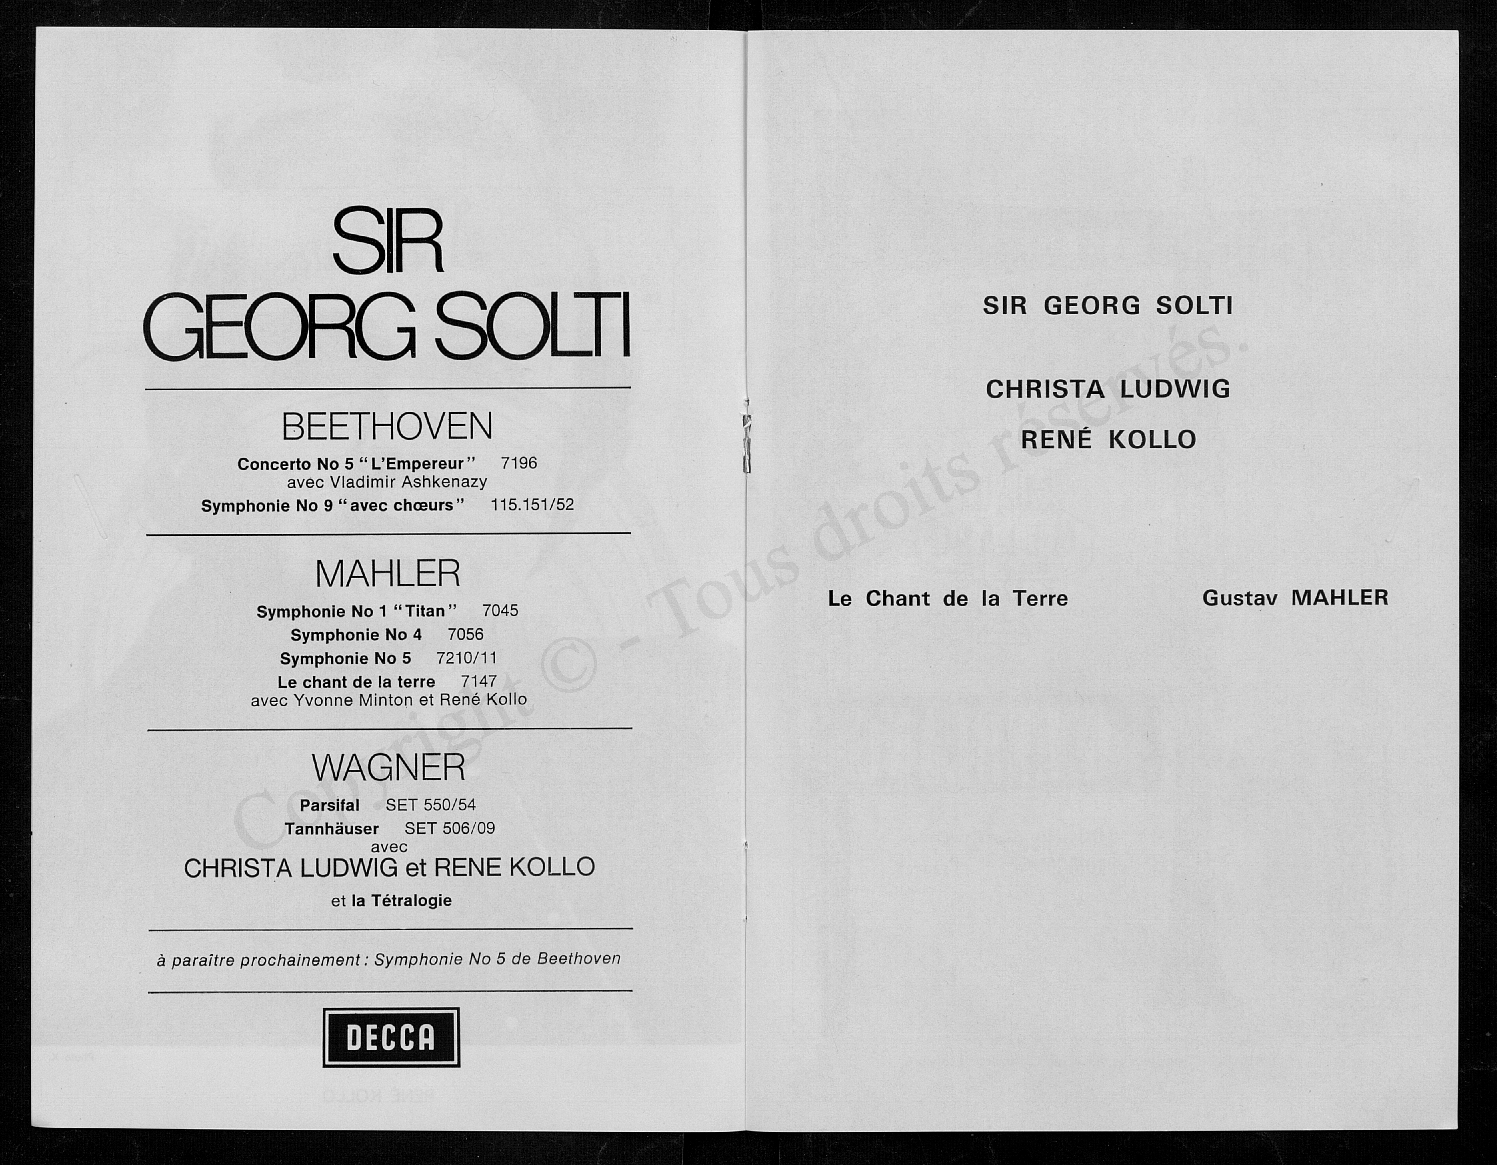 SIR
GEORG SOLTI
BEETHOVEN
Concerto No 5 “L’Empereur” 7196
avec Vladimir Ashkenazy
Symphonie No 9 “avec chœurs” 115.151/52
MAHLER
Symphonie No 1 “Titan” 7045
Symphonie No 4 7056
Symphonie No 5 7210/11
Le chant de la terre 7147
avec Yvonne Minton et René Kollo
WAGNER
Parsifal SET 550/54
Tannhäuser SET 506/09
avec
CHRISTA LUDWIG et RENE KOLLO
et la Tétralogie
à paraître prochainement : Symphonie No 5 de Beethoven
DECCA
SIR GEORG SOLTI
CHRISTA LUDWIG
RENÉ KOLLO
Le Chant de la Terre Gustav MAHLER
Copyright © - Tous droits réservés.
RENÉ KOLLO